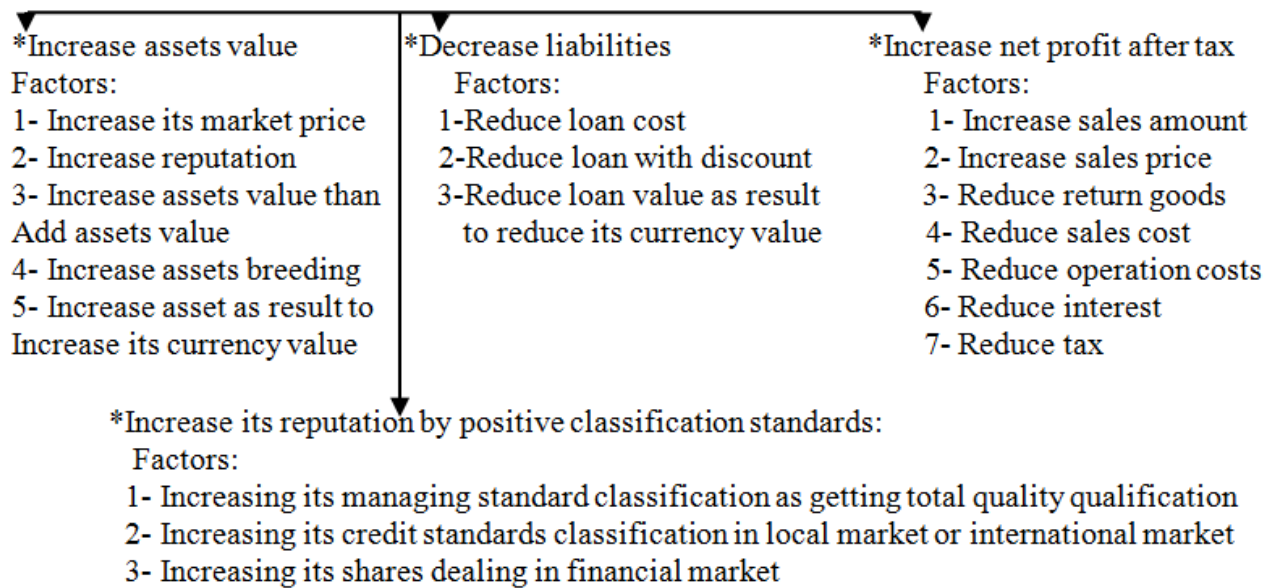 *Increase assets value
Factors:
1- Increase its market price
2- Increase reputation
3- Increase assets value than
Add assets value
4- Increase assets breeding
5- Increase asset as result to
Increase its currency value
*Decrease liabilities
Factors:
1-Reduce loan cost
2-Reduce loan with discount
3-Reduce loan value as result
to reduce its currency value
*Increase net profit after tax
Factors:
1- Increase sales amount
2- Increase sales price
3- Reduce return goods
4- Reduce sales cost
5- Reduce operation costs
6- Reduce interest
7- Reduce tax
*Increase its reputation by positive classification standards:
Factors:
1- Increasing its managing standard classification as getting total quality qualification
2- Increasing its credit standards classification in local market or international market
3- Increasing its shares dealing in financial market